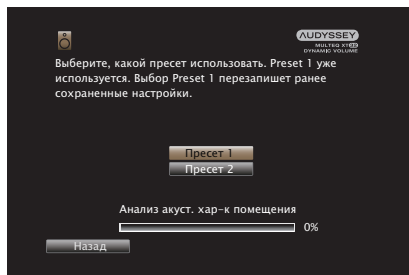 AUDYSSEY
MULTEQ XT32
DYNAMIC VOLUME
Выберите, какой пресет использовать. Preset 1 уже
используется. Выбор Preset 1 перезапишет ранее
сохраненные настройки.
Пресет 1
Пресет 2
Анализ акуст. хар-к помещения
0%
Назад